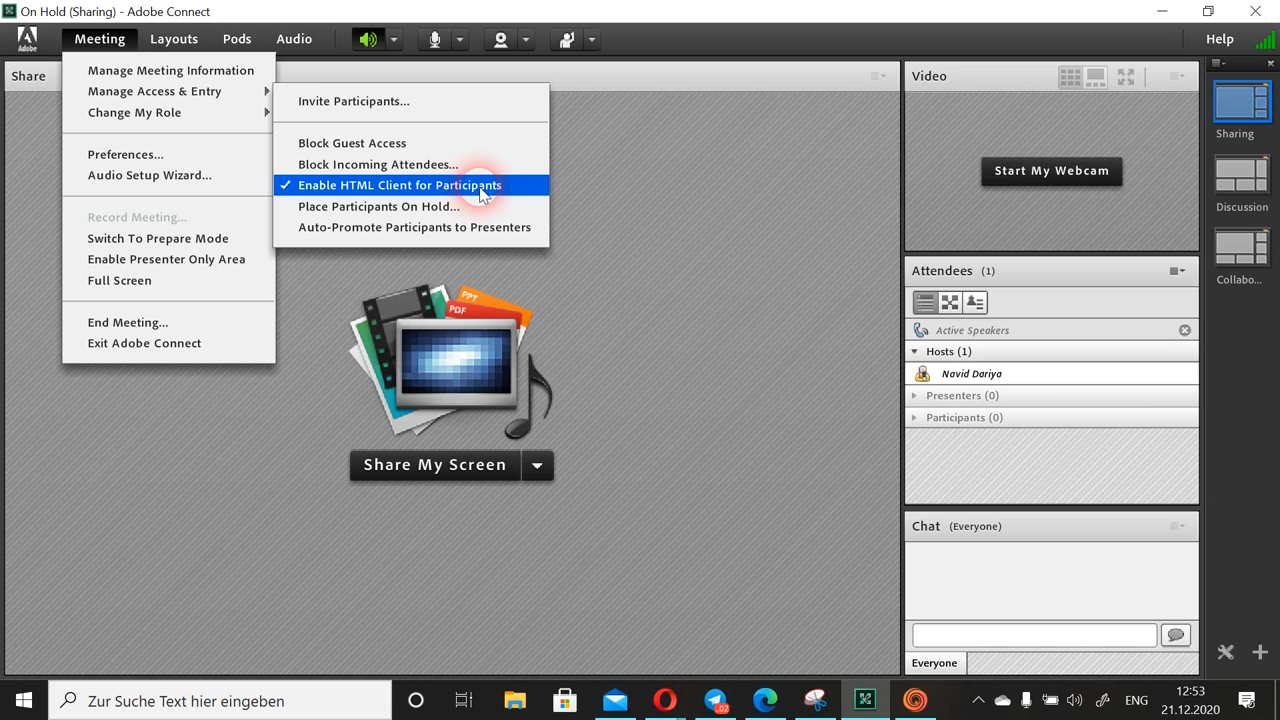 On Hold (Sharing) - Adobe Connect
Adobe
Meeting
Layouts
Pods
Audio
Help
Manage Meeting Information
Manage Access & Entry
Change My Role
Preferences...
Audio Setup Wizard...
Record Meeting...
Switch To Prepare Mode
Enable Presenter Only Area
Full Screen
End Meeting...
Exit Adobe Connect
Invite Participants...
Block Guest Access
Block Incoming Attendees...
Enable HTML Client for Participants
Place Participants On Hold...
Auto-Promote Participants to Presenters
Share
PPT
PDF
Share My Screen
Video
Start My Webcam
Attendees (1)
Active Speakers
Hosts (1)
Navid Dariya
Presenters (0)
Participants (0)
Chat (Everyone)
Everyone
Sharing
Discussion
Collabo...
Zur Suche Text hier eingeben
02
ENG
12:53
21.12.2020